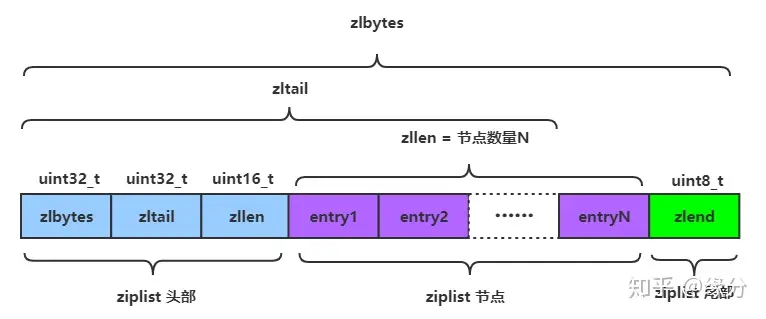 zlbytes
zltail
zllen = 节点数量N
uint32_t uint32_t uint16_t uint8_t
zlbytes zltail zllen entry1 entry2 ······ entryN zlend
ziplist 头部 ziplist 节点 ziplist 尾部
知乎 @缘分